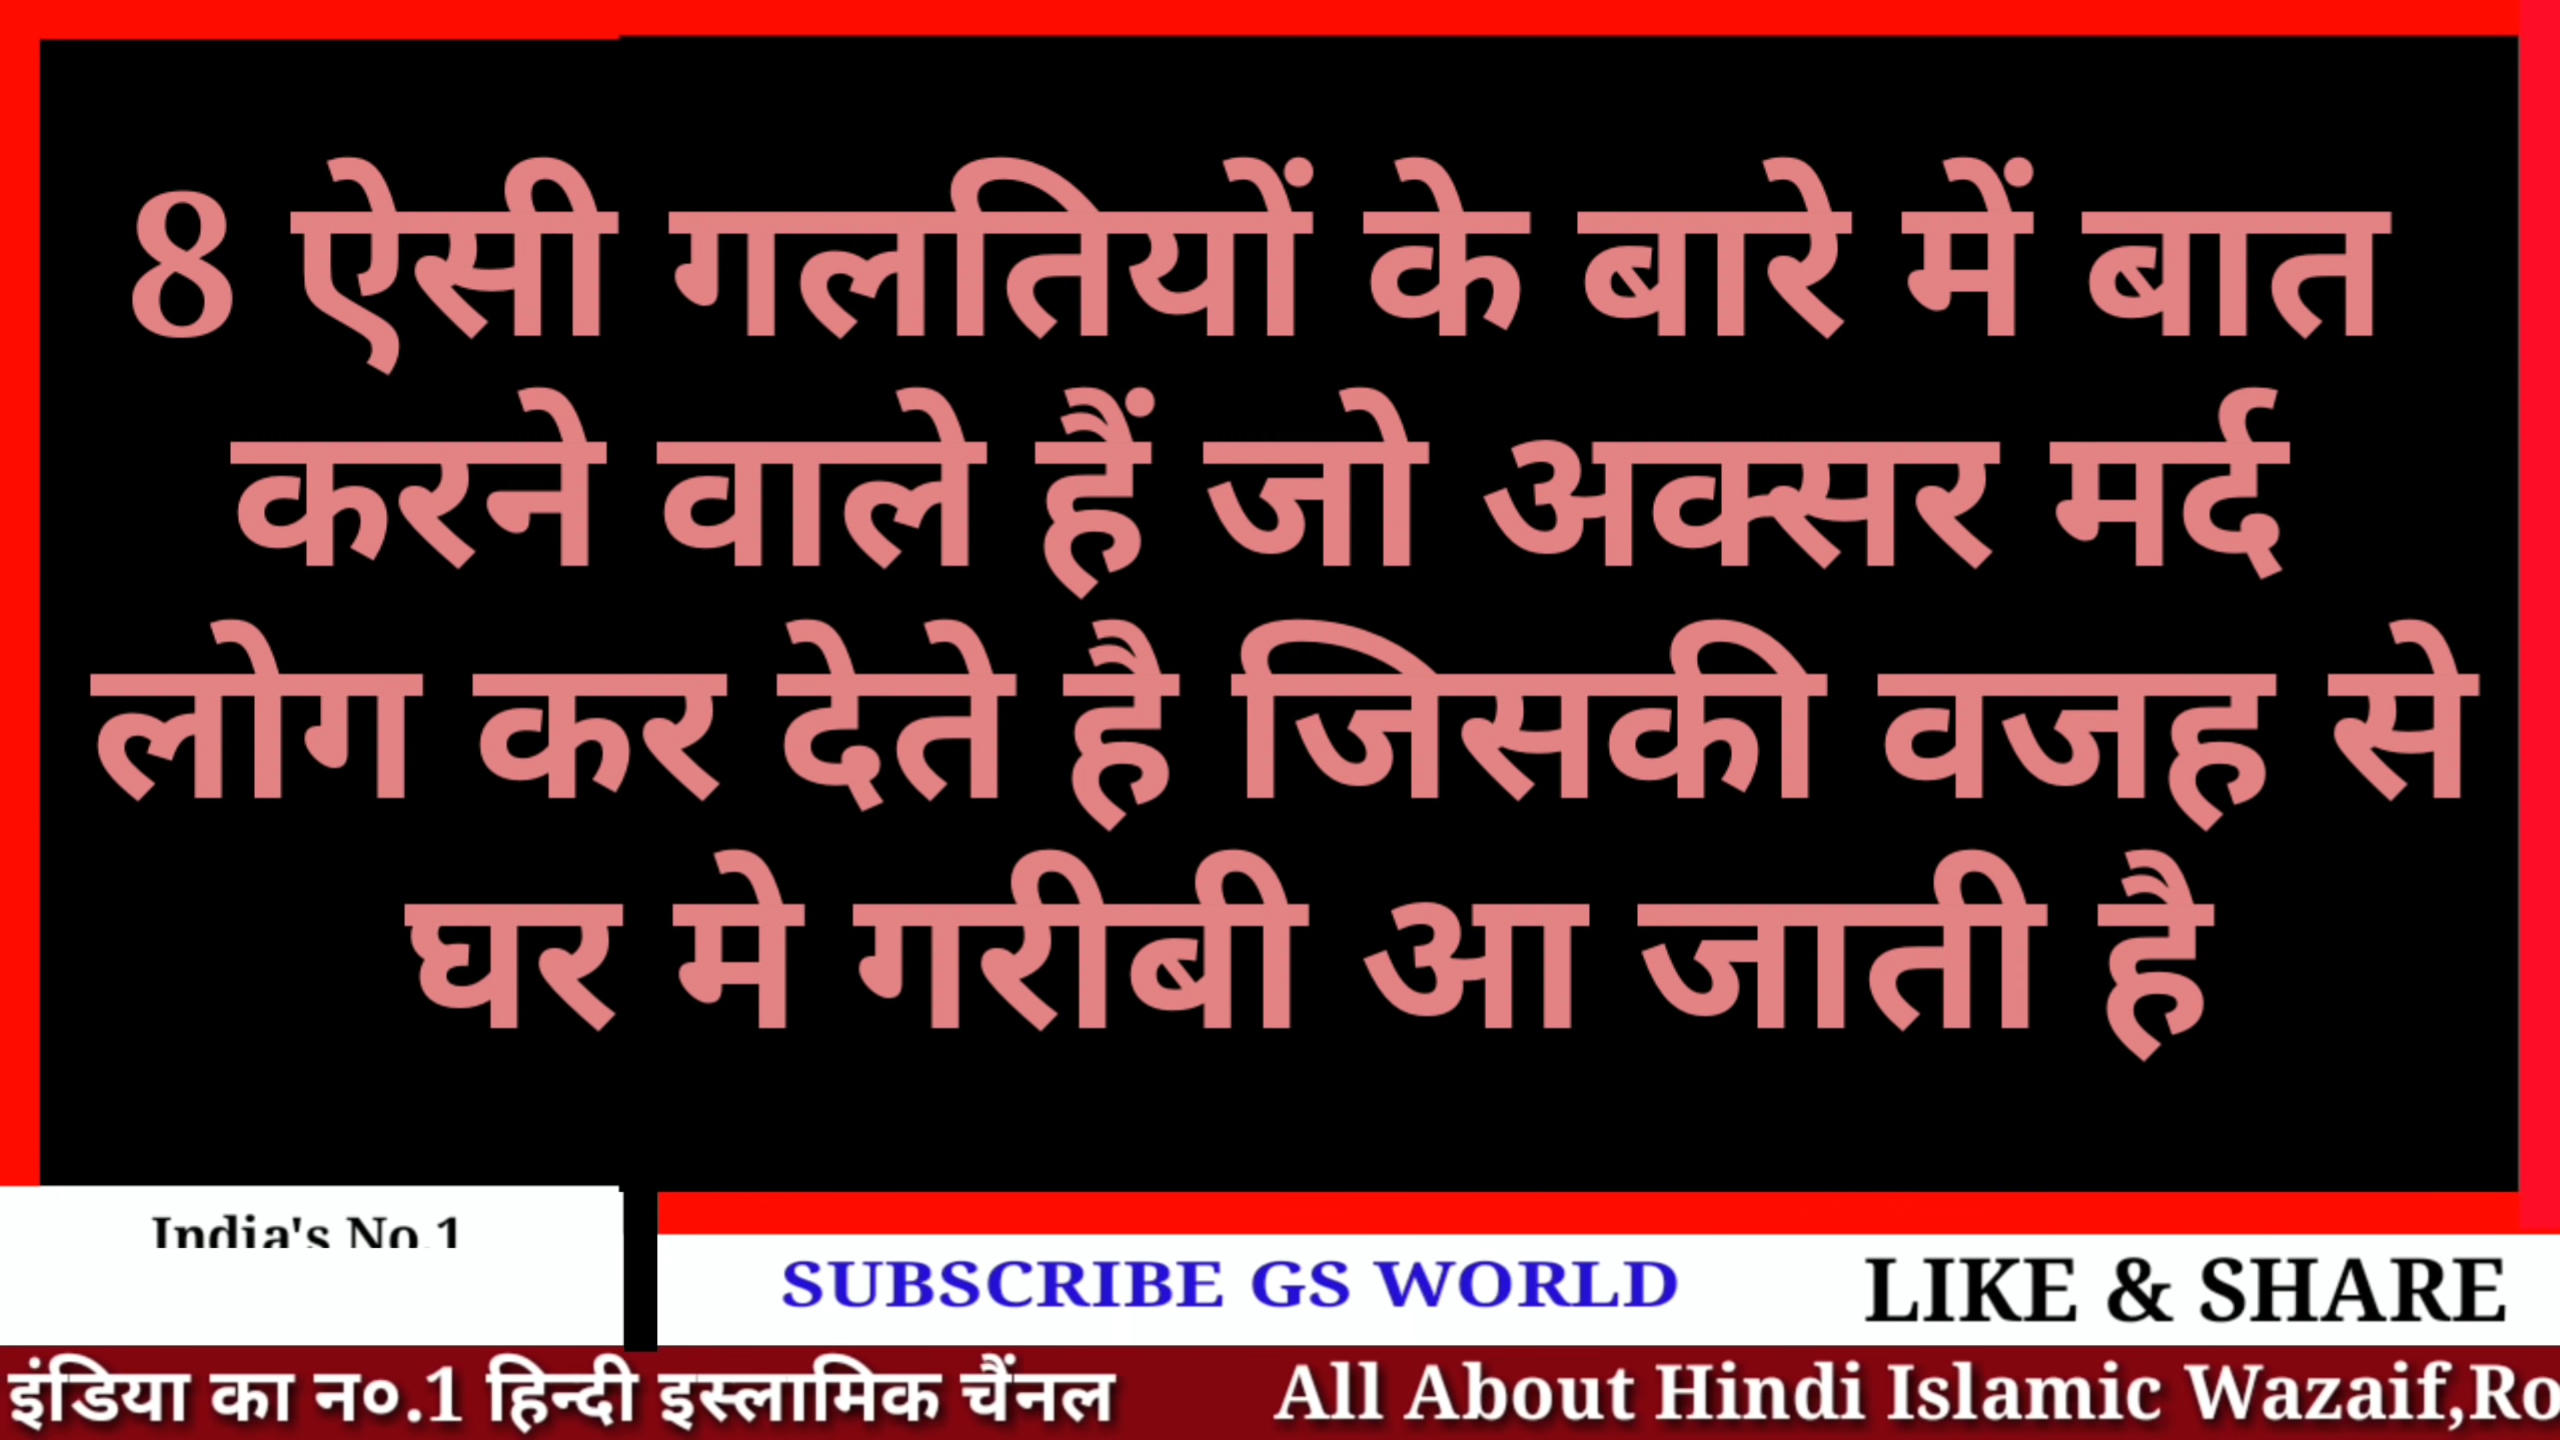 8 ऐसी गलतियों के बारे में बात
करने वाले हैं जो अक्सर मर्द
लोग कर देते है जिसकी वजह से
घर मे गरीबी आ जाती है
India's No.1
SUBSCRIBE GS WORLD
LIKE & SHARE
इंडिया का न०.1 हिन्दी इस्लामिक चैंनल All About Hindi Islamic Wazaif,Ro